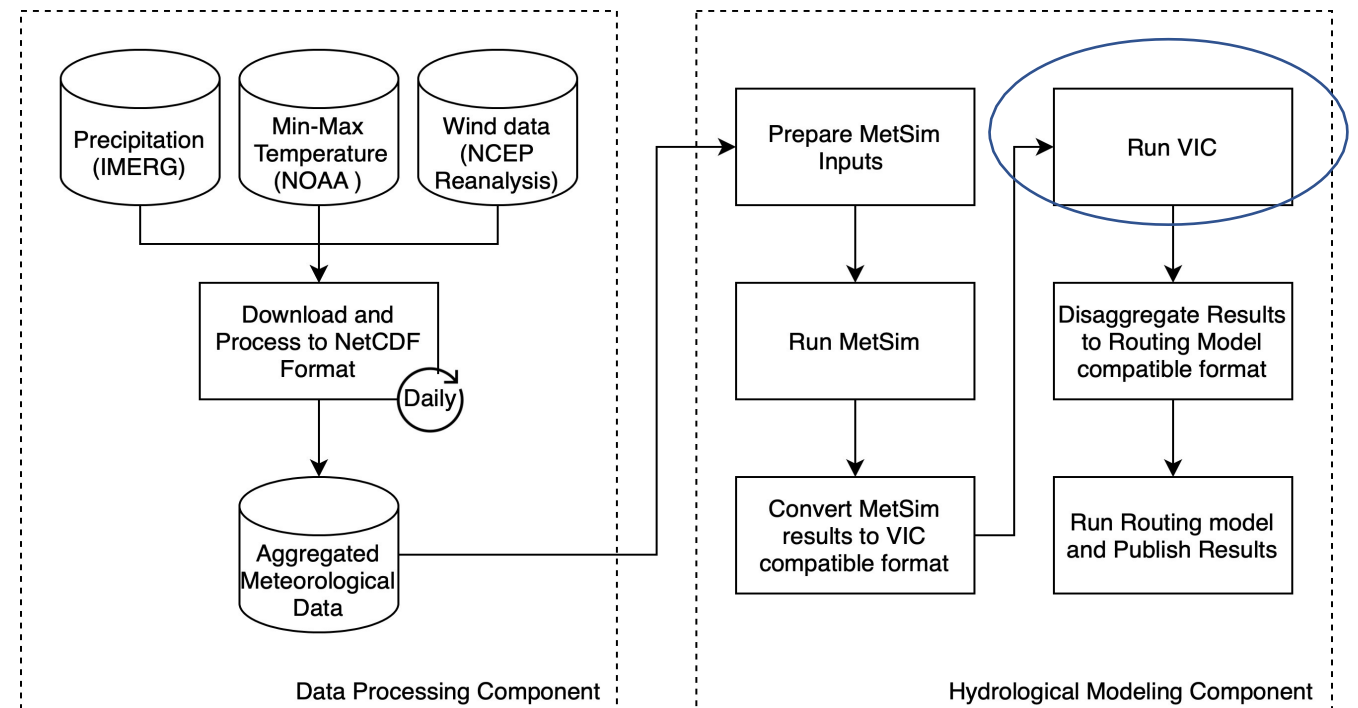 Precipitation
(IMERG)
Min-Max
Temperature
(NOAA )
Wind data
(NCEP
Reanalysis)
Download and
Process to NetCDF
Format
Daily
Aggregated
Meteorological
Data
Data Processing Component
Prepare MetSim
Inputs
Run MetSim
Convert MetSim
results to VIC
compatible format
Run VIC
Disaggregate Results
to Routing Model
compatible format
Run Routing model
and Publish Results
Hydrological Modeling Component